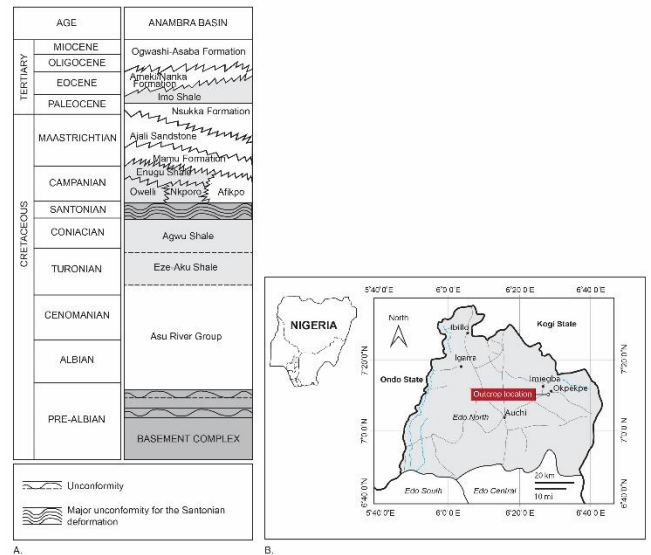 AGE
ANAMBRA BASIN
TERTIARY
MIOCENE
OLIGOCENE
EOCENE
PALEOCENE
Ogwashi-Asaba Formation
Ameki/Nanka
Formation
Imo Shale
Nsukka Formation
CRETACEOUS
MAASTRICHTIAN
Ajali Sandstone
Mamu Formation
CAMPANIAN
Enugu Shale
Owelli
Nkporo
Afikpo
SANTONIAN
CONIACIAN
Agwu Shale
TURONIAN
Eze-Aku Shale
CENOMANIAN
Asu River Group
ALBIAN
PRE-ALBIAN
BASEMENT COMPLEX
Unconformity
Major unconformity for the Santonian
deformation
A.
NIGERIA
5°40'0"E 6°0'0"E 6°20'0"E 6°40'0"E
North
Ibillo
Kogi State
7°20'0"N
7°20'0"N
Igarra
Ondo State
Imiegba
Okpekpe
Outcrop location
Edo North
Auchi
7°0'0"N
7°0'0"N
20 km
10 mi
Edo South
Edo Central
6°40'0"N
6°40'0"N
5°40'0"E 6°0'0"E 6°20'0"E 6°40'0"E
B.